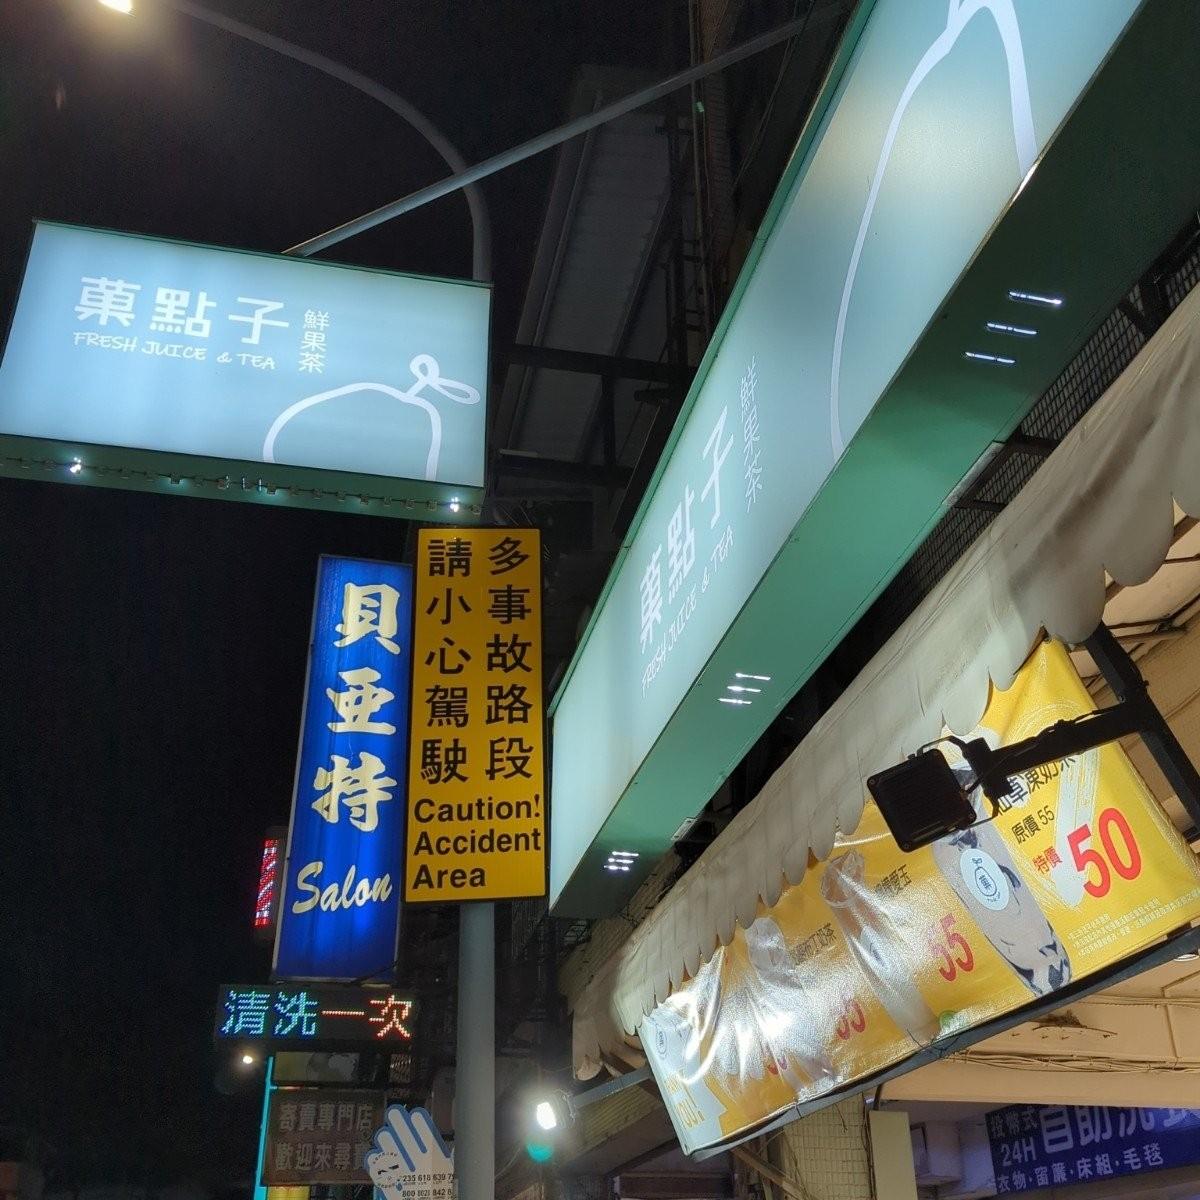 菓點子
鮮果茶
FRESH JUICE & TEA
菓點子
鮮果茶
FRESH JUICE & TEA
貝亞特
Salon
多事故路段
請小心駕駛
Caution!
Accident
Area
清洗一次
寄賣專門店
歡迎來尋寶
原價 55
特價 50
55
投幣式
24H
自助洗
衣物·窗簾·床組·毛毯